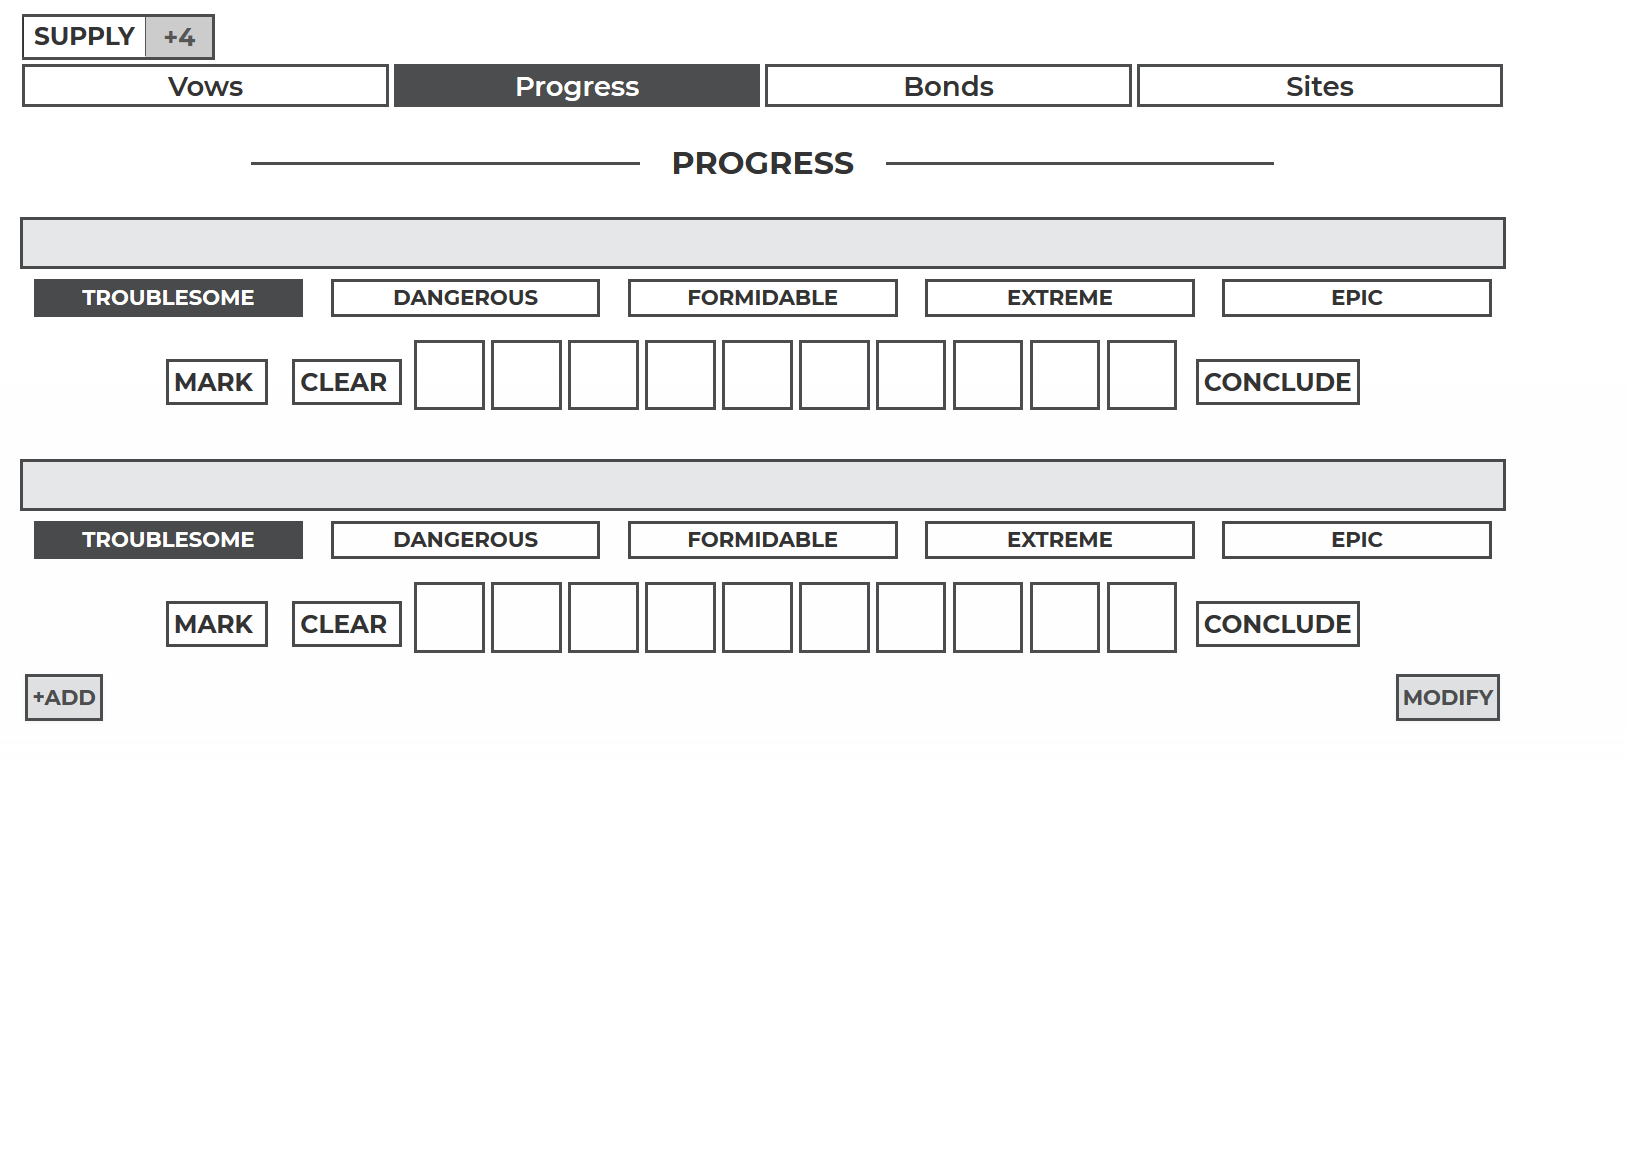 SUPPLY +4
Vows Progress Bonds Sites
PROGRESS
TROUBLESOME DANGEROUS FORMIDABLE EXTREME EPIC
MARK CLEAR CONCLUDE
TROUBLESOME DANGEROUS FORMIDABLE EXTREME EPIC
MARK CLEAR CONCLUDE
+ADD MODIFY